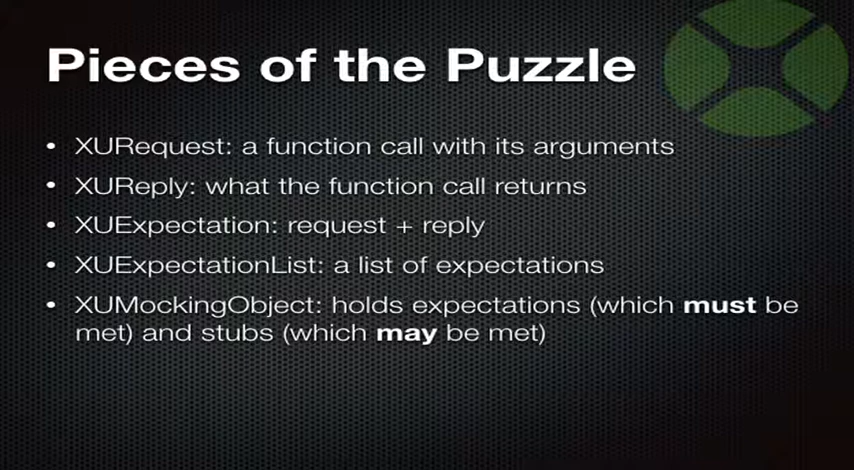 Pieces of the Puzzle
• XURequest: a function call with its arguments
• XUReply: what the function call returns
• XUExpectation: request + reply
• XUExpectationList: a list of expectations
• XUMockingObject: holds expectations (which must be
met) and stubs (which may be met)